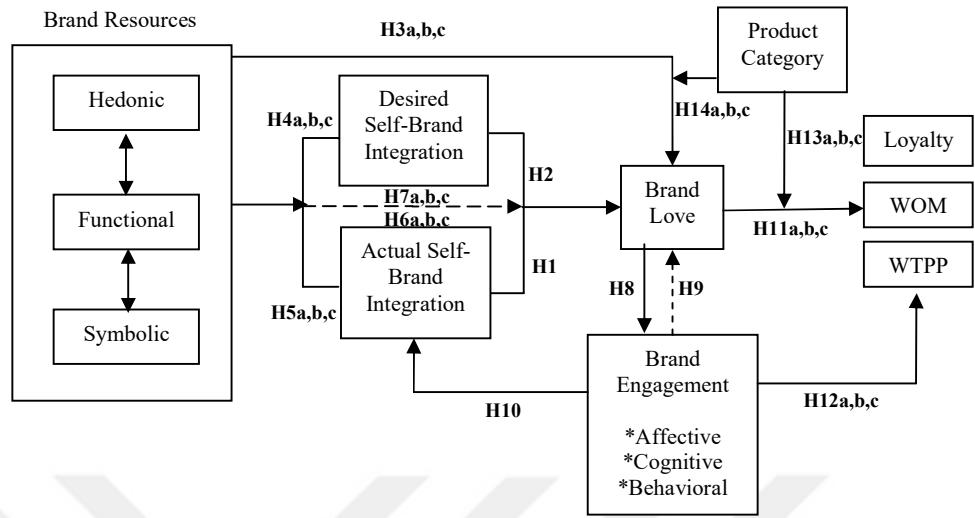 Brand Resources
Hedonic
Functional
Symbolic
H3a,b,c
H4a,b,c
Desired
Self-Brand
Integration
H7a,b,c
H6a,b,c
Actual Self-
Brand
Integration
H5a,b,c
H2
H1
H10
Product
Category
H14a,b,c
H13a,b,c
Brand
Love
H11a,b,c
Loyalty
WOM
WTPP
H8
H9
Brand
Engagement
*Affective
*Cognitive
*Behavioral
H12a,b,c